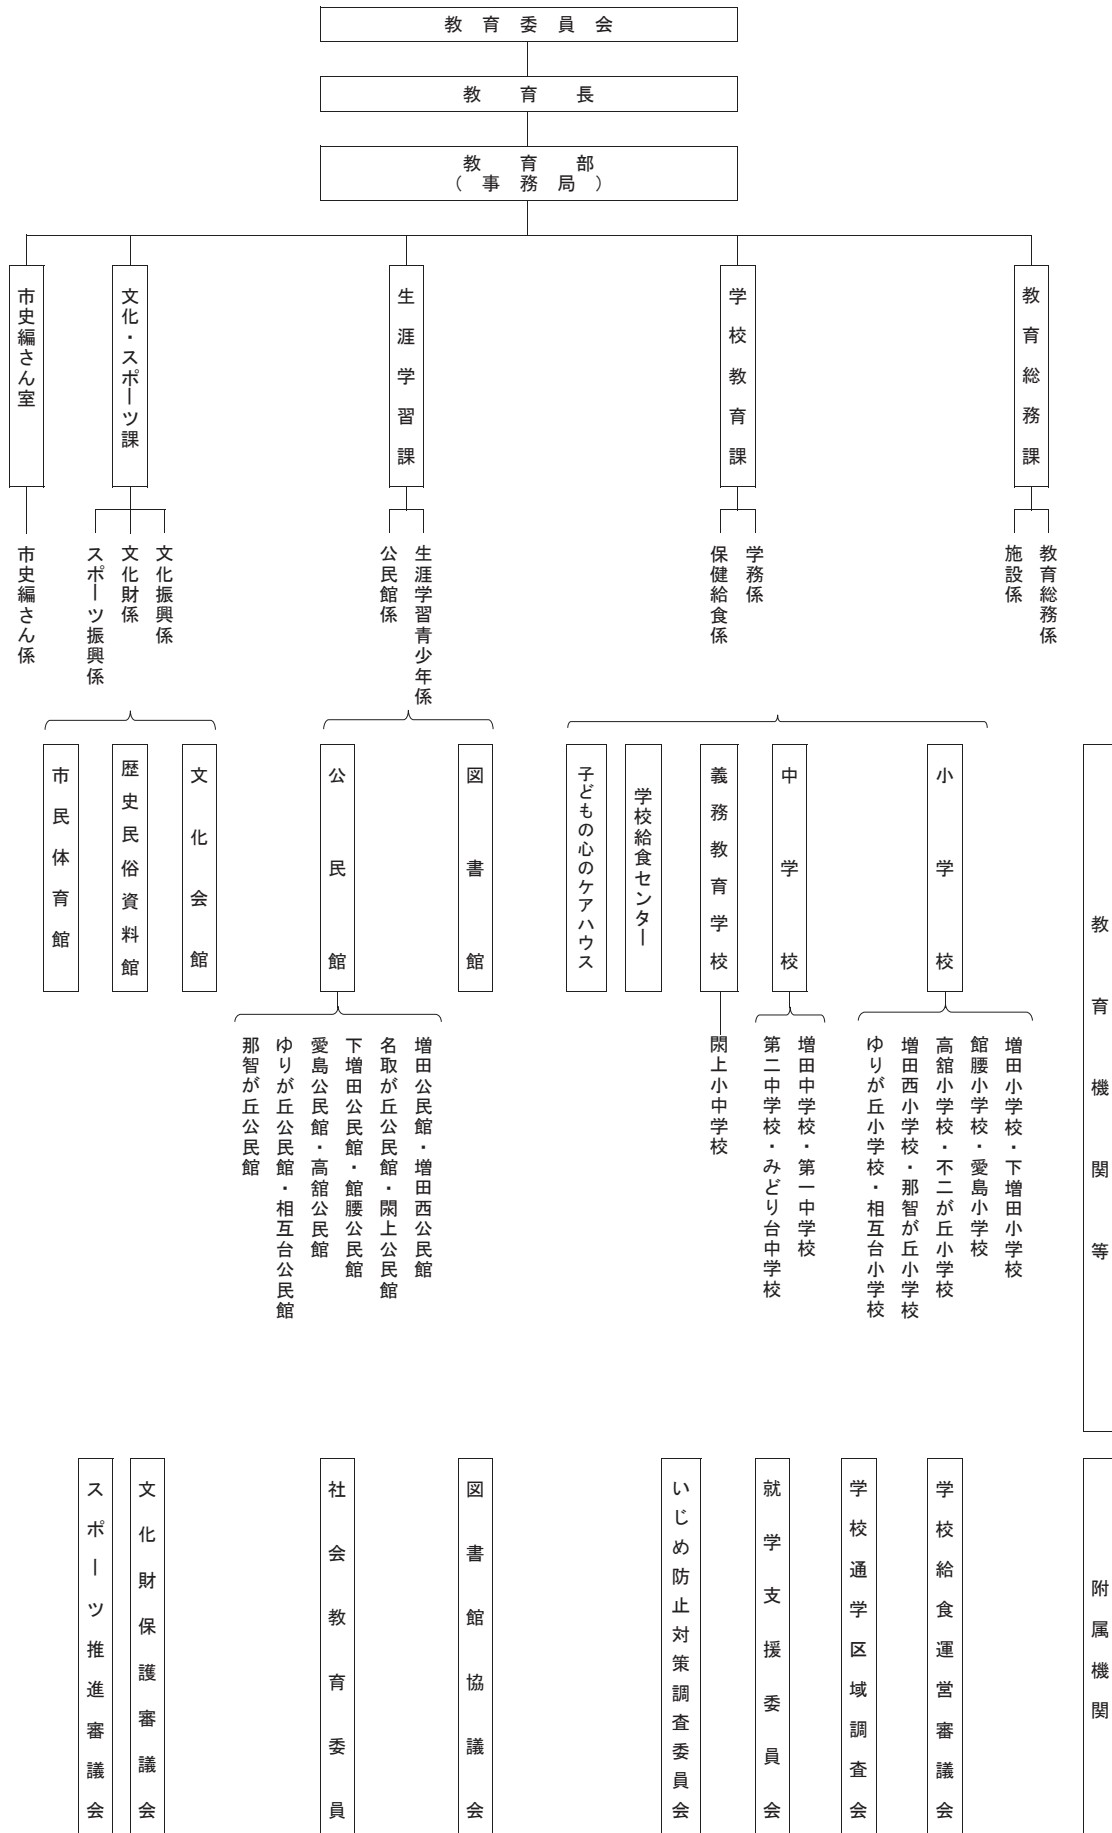 教育委員会
教育長
教育部
（事務局）
教育総務課
学校教育課
生涯学習課
文化・スポーツ課
市史編さん室
教育総務係
施設係
学務係
保健給食係
生涯学習青少年係
公民館係
文化振興係
文化財係
スポーツ振興係
市史編さん係
教育機関等
小学校
中学校
義務教育学校
学校給食センター
子どもの心のケアハウス
図書館
公民館
文化会館
歴史民俗資料館
市民体育館
増田小学校・下増田小学校
館腰小学校・愛島小学校
高舘小学校・不二が丘小学校
増田西小学校・那智が丘小学校
ゆりが丘小学校・相互台小学校
増田中学校・第一中学校
第二中学校・みどり台中学校
閖上小中学校
増田公民館・増田西公民館
名取が丘公民館・閖上公民館
下増田公民館・館腰公民館
愛島公民館・高舘公民館
ゆりが丘公民館・相互台公民館
那智が丘公民館
附属機関
学校給食運営審議会
学校通学区域調査会
就学支援委員会
いじめ防止対策調査委員会
図書館協議会
社会教育委員
文化財保護審議会
スポーツ推進審議会